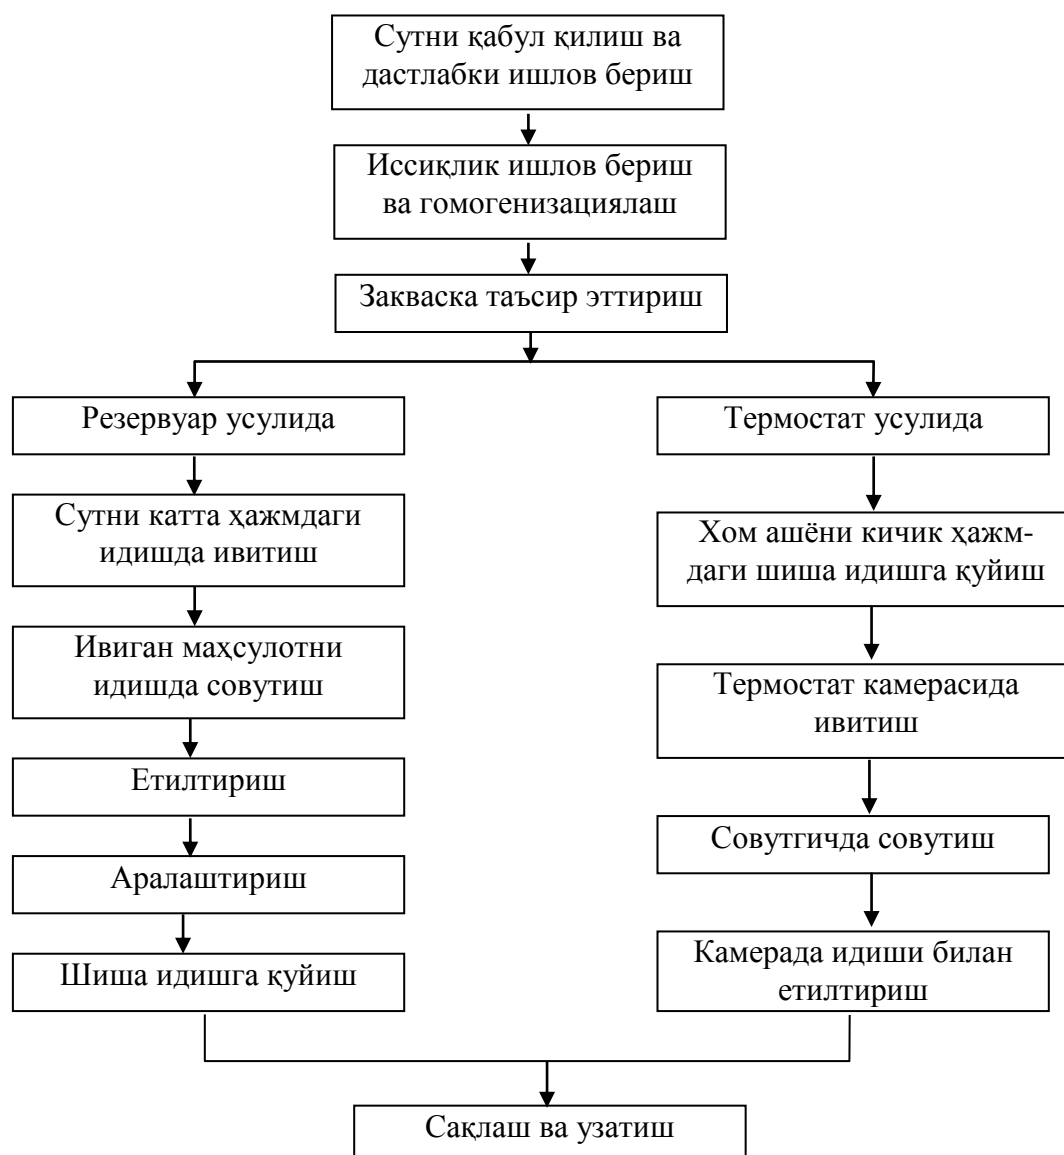 Сутни қабул қилиш ва
дастлабки ишлов бериш
Иссиқлик ишлов бериш
ва гомогенизациялаш
Закваска таъсир эттириш
Резервуар усулида
Сутни катта ҳажмдаги
идишда ивитиш
Ивиган маҳсулотни
идишда совутиш
Етилтириш
Аралаштириш
Шиша идишга қуйиш
Термостат усулида
Хом ашёни кичик ҳажм-
даги шиша идишга қуйиш
Термостат камерасида
ивитиш
Совутгичда совутиш
Камерада идиши билан
етилтириш
Сақлаш ва узатиш